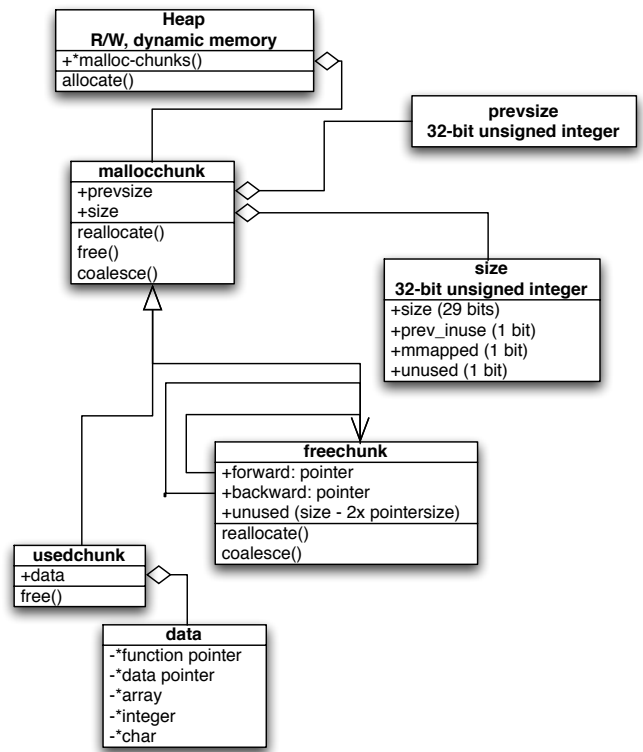 Heap
R/W, dynamic memory
+*malloc-chunks()
allocate()
prevsize
32-bit unsigned integer
mallocchunk
+prevsize
+size
reallocate()
free()
coalesce()
size
32-bit unsigned integer
+size (29 bits)
+prev_inuse (1 bit)
+mmapped (1 bit)
+unused (1 bit)
freechunk
+forward: pointer
+backward: pointer
+unused (size - 2x pointersize)
reallocate()
coalesce()
usedchunk
+data
free()
data
-*function pointer
-*data pointer
-*array
-*integer
-*char